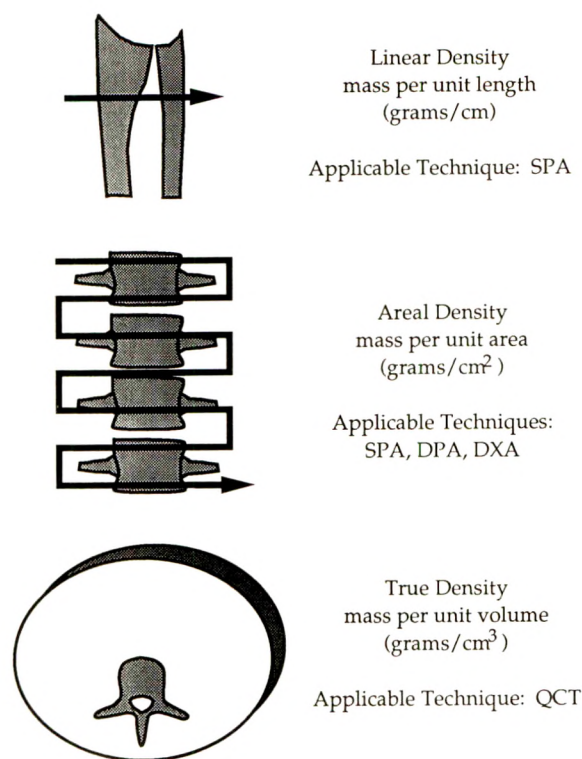 Linear Density
mass per unit length
(grams/cm)
Applicable Technique: SPA
Areal Density
mass per unit area
(grams/cm²)
Applicable Techniques:
SPA, DPA, DXA
True Density
mass per unit volume
(grams/cm³)
Applicable Technique: QCT